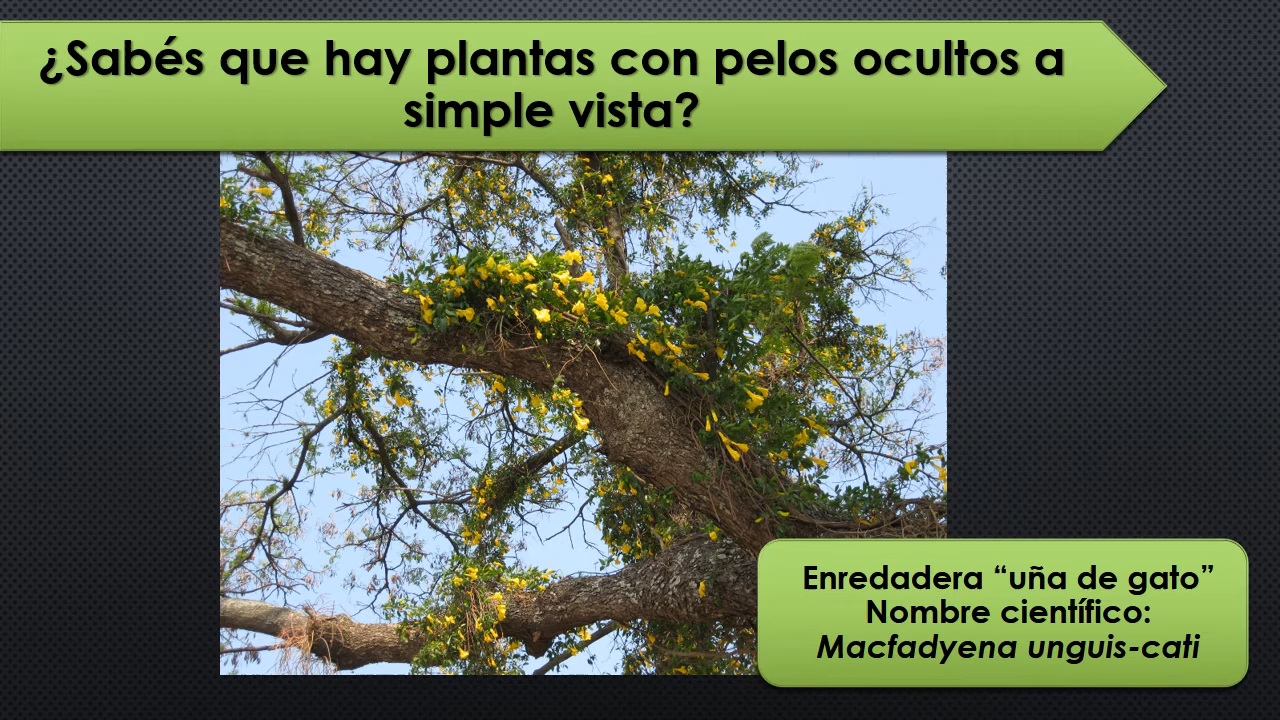 ¿Sabés que hay plantas con pelos ocultos a
simple vista?
Enredadera “uña de gato”
Nombre científico:
Macfadyena unguis-cati